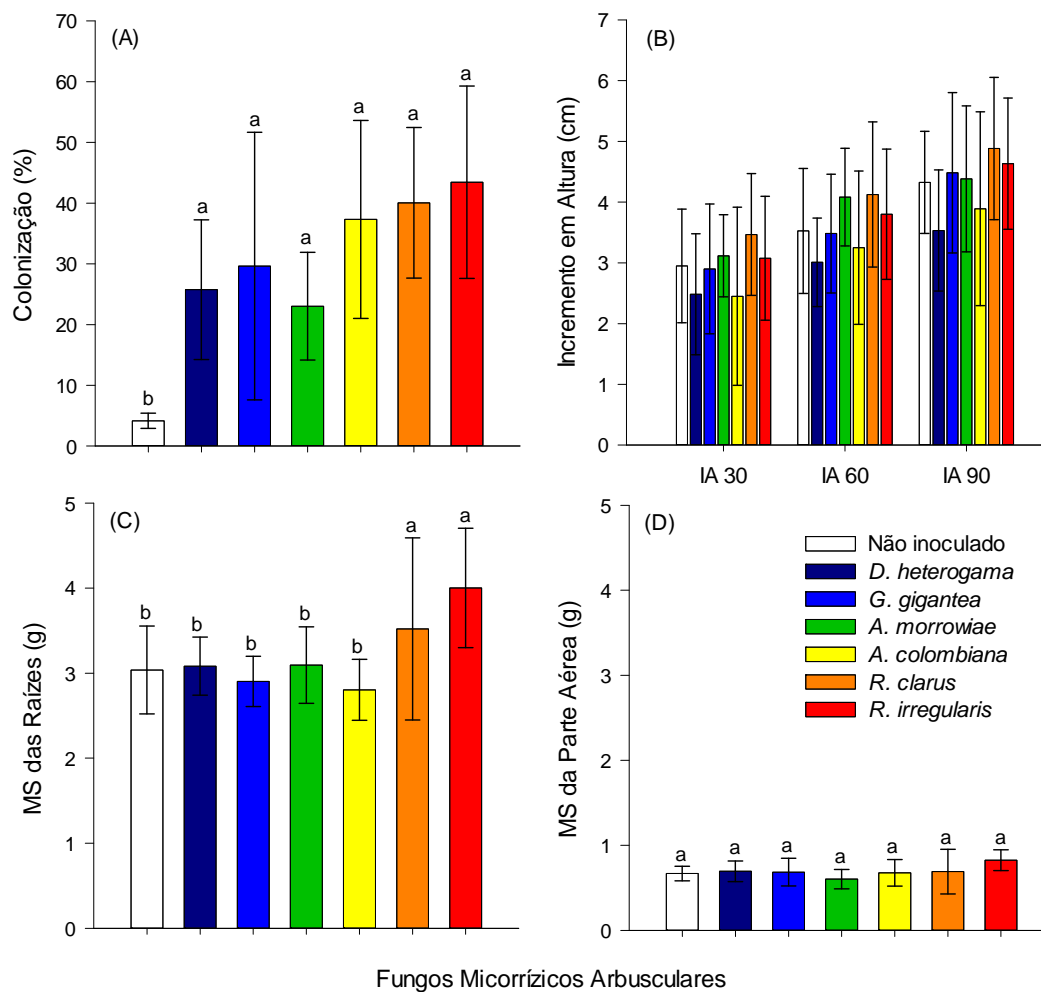 (A)
70
60
50
40
30
20
10
0
Colonização (%)
b
a
a
a
a
a
a
(B)
7
6
5
4
3
2
1
0
Incremento em Altura (cm)
IA 30
IA 60
IA 90
(C)
5
4
3
2
1
0
MS das Raízes (g)
b
b
b
b
b
a
a
(D)
5
4
3
2
1
0
MS da Parte Aérea (g)
Não inoculado
D. heterogama
G. gigantea
A. morrowiae
A. colombiana
R. clarus
R. irregularis
a
a
a
a
a
a
a
Fungos Micorrízicos Arbusculares